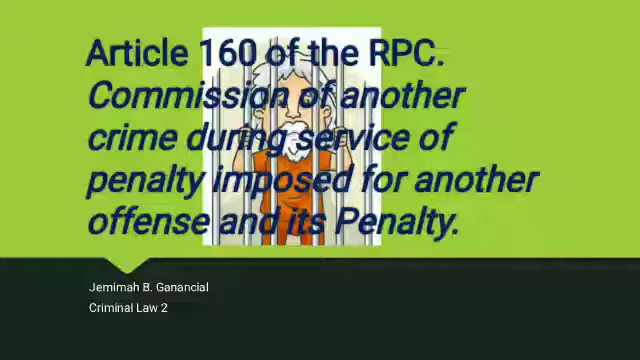 Article 160 of the RPC.
Commission of another
crime during service of
penalty imposed for another
offense and its Penalty.
Jemimah B. Ganancial
Criminal Law 2